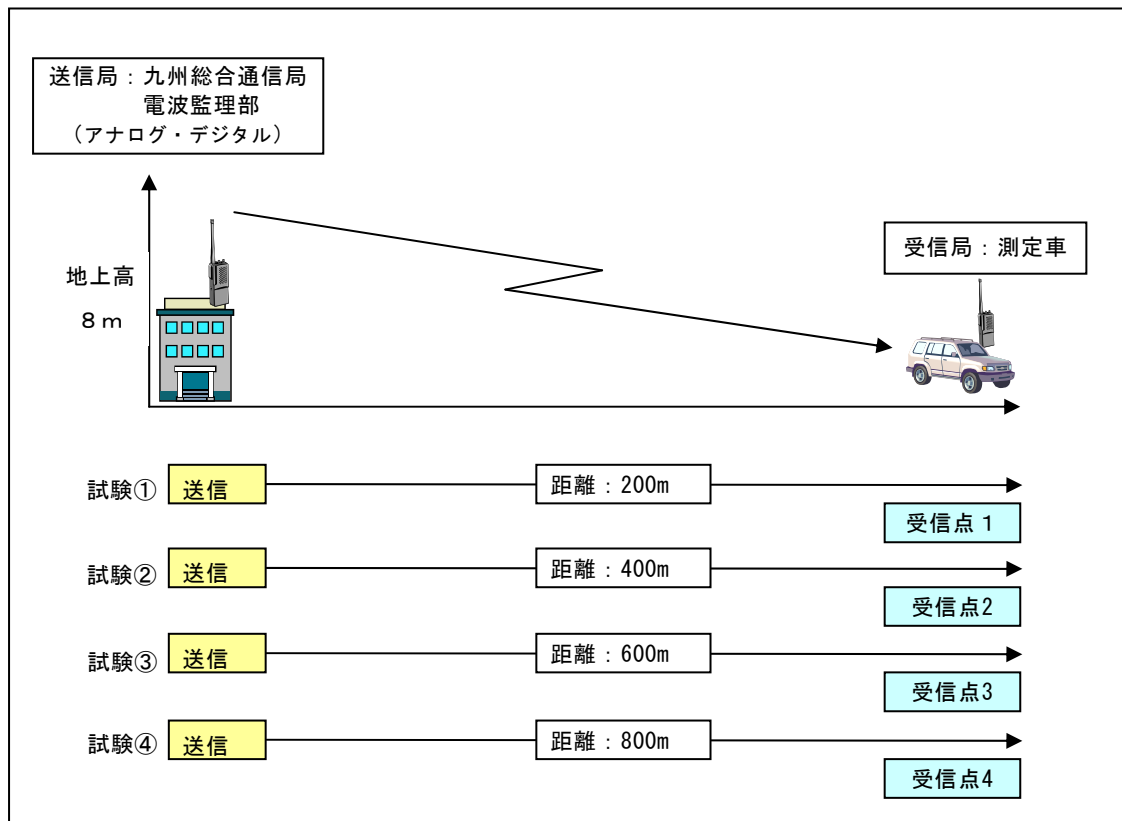 送信局：九州総合通信局
電波監理部
（アナログ・デジタル）
受信局：測定車
地上高
８ｍ
試験① 送信 距離：200m
受信点１
試験② 送信 距離：400m
受信点2
試験③ 送信 距離：600m
受信点3
試験④ 送信 距離：800m
受信点4